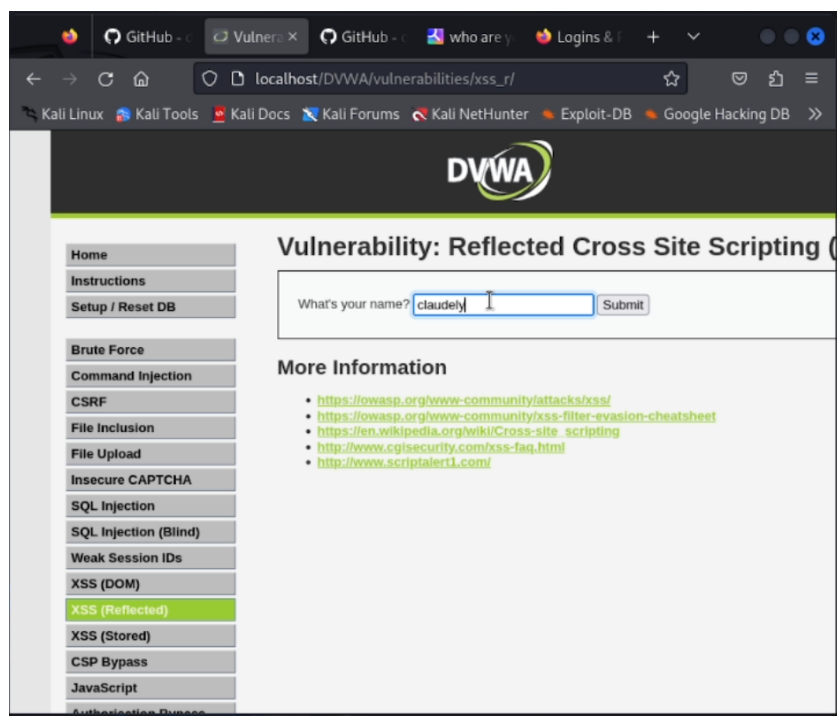 GitHub - c Vulnera × GitHub - c who are y Logins & F
localhost/DVWA/vulnerabilities/xss_r/
Kali Linux Kali Tools Kali Docs Kali Forums Kali NetHunter Exploit-DB Google Hacking DB
DVWA
Vulnerability: Reflected Cross Site Scripting (
Home
Instructions
Setup / Reset DB
What's your name? claudely Submit
Brute Force
Command Injection
CSRF
File Inclusion
File Upload
Insecure CAPTCHA
SQL Injection
SQL Injection (Blind)
Weak Session IDs
XSS (DOM)
XSS (Reflected)
XSS (Stored)
CSP Bypass
JavaScript
Authorisation Bypass
More Information
https://owasp.org/www-community/attacks/xss/
https://owasp.org/www-community/xss-filter-evasion-cheatsheet
https://en.wikipedia.org/wiki/Cross-site_scripting
http://www.cgisecurity.com/xss-faq.html
http://www.scriptalert1.com/